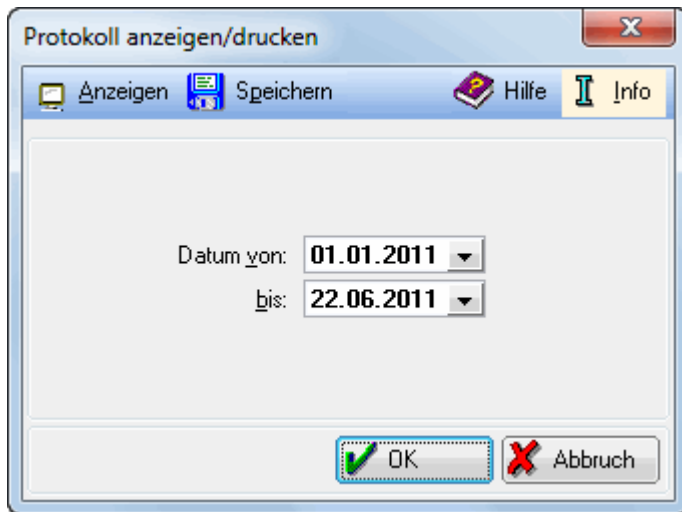 Protokoll anzeigen/drucken
Anzeigen Speichern Hilfe Info
Datum von: 01.01.2011
bis: 22.06.2011
OK Abbruch